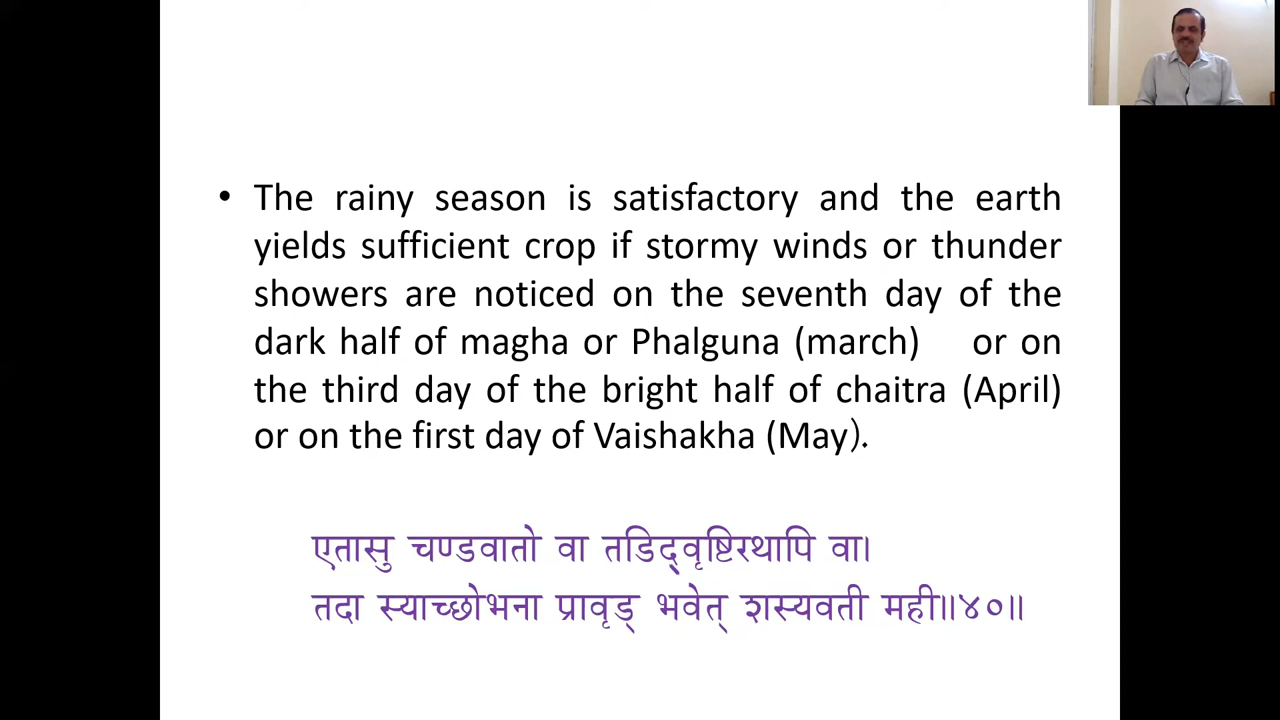 • The rainy season is satisfactory and the earth
yields sufficient crop if stormy winds or thunder
showers are noticed on the seventh day of the
dark half of magha or Phalguna (march) or on
the third day of the bright half of chaitra (April)
or on the first day of Vaishakha (May).
एतासु चण्डवातो वा तडिद्वृष्टिरथापि वा।
तदा स्याच्छोभना प्रावृड् भवेत् शस्यवती मही॥४०॥